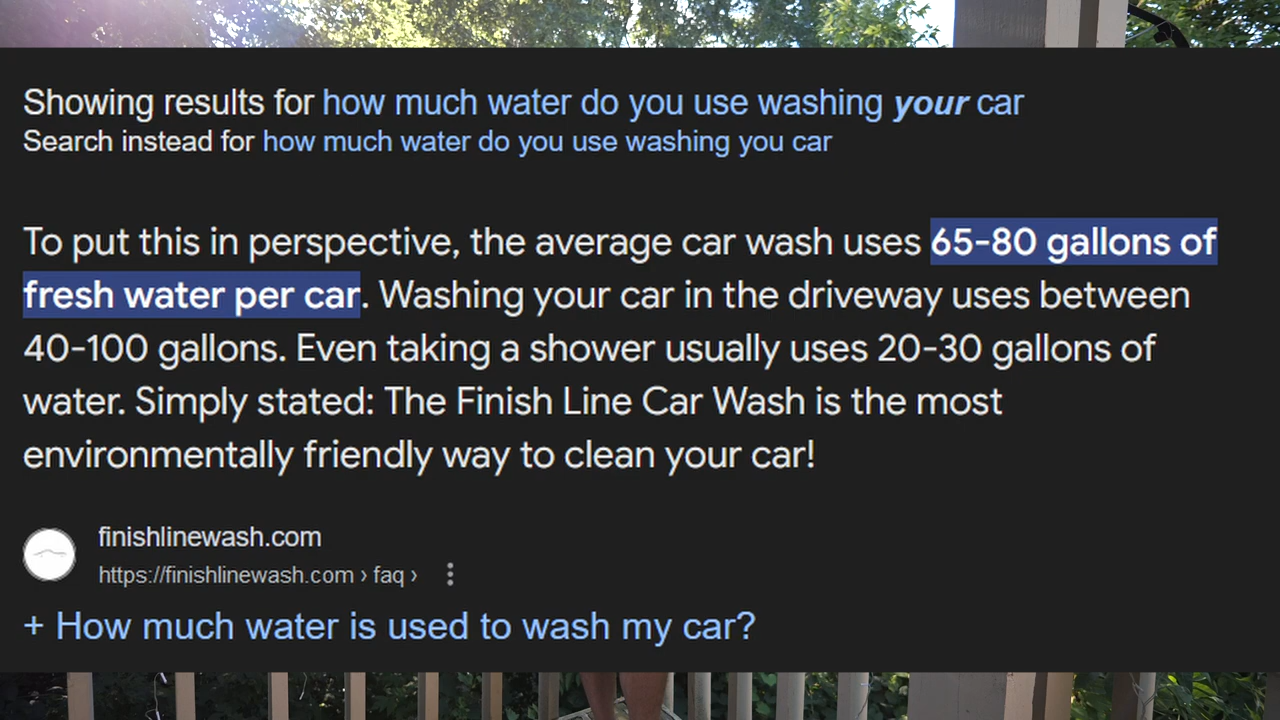 Showing results for how much water do you use washing your car
Search instead for how much water do you use washing you car
To put this in perspective, the average car wash uses 65-80 gallons of
fresh water per car. Washing your car in the driveway uses between
40-100 gallons. Even taking a shower usually uses 20-30 gallons of
water. Simply stated: The Finish Line Car Wash is the most
environmentally friendly way to clean your car!
finishlinewash.com
https://finishlinewash.com › faq ›
+ How much water is used to wash my car?